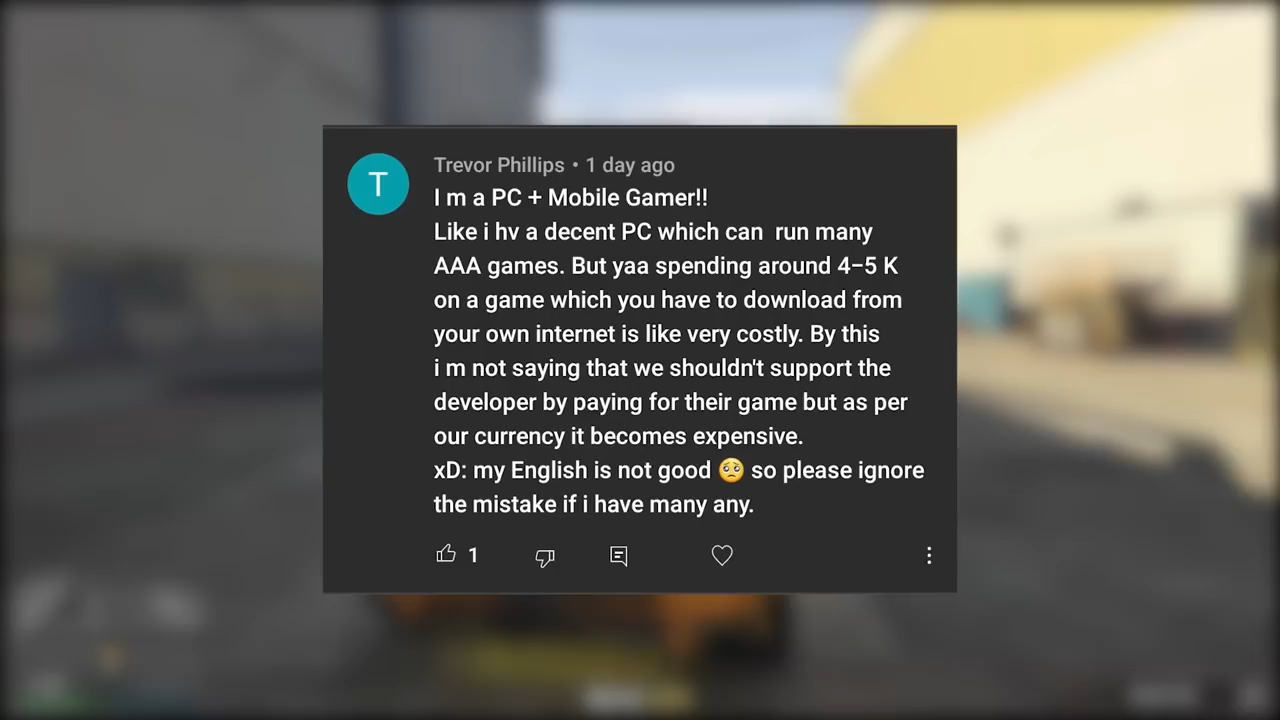 T
Trevor Phillips • 1 day ago
I m a PC + Mobile Gamer!!
Like i hv a decent PC which can  run many
AAA games. But yaa spending around 4–5 K
on a game which you have to download from
your own internet is like very costly. By this
i m not saying that we shouldn't support the
developer by paying for their game but as per
our currency it becomes expensive.
xD: my English is not good 🥺 so please ignore
the mistake if i have many any.
1